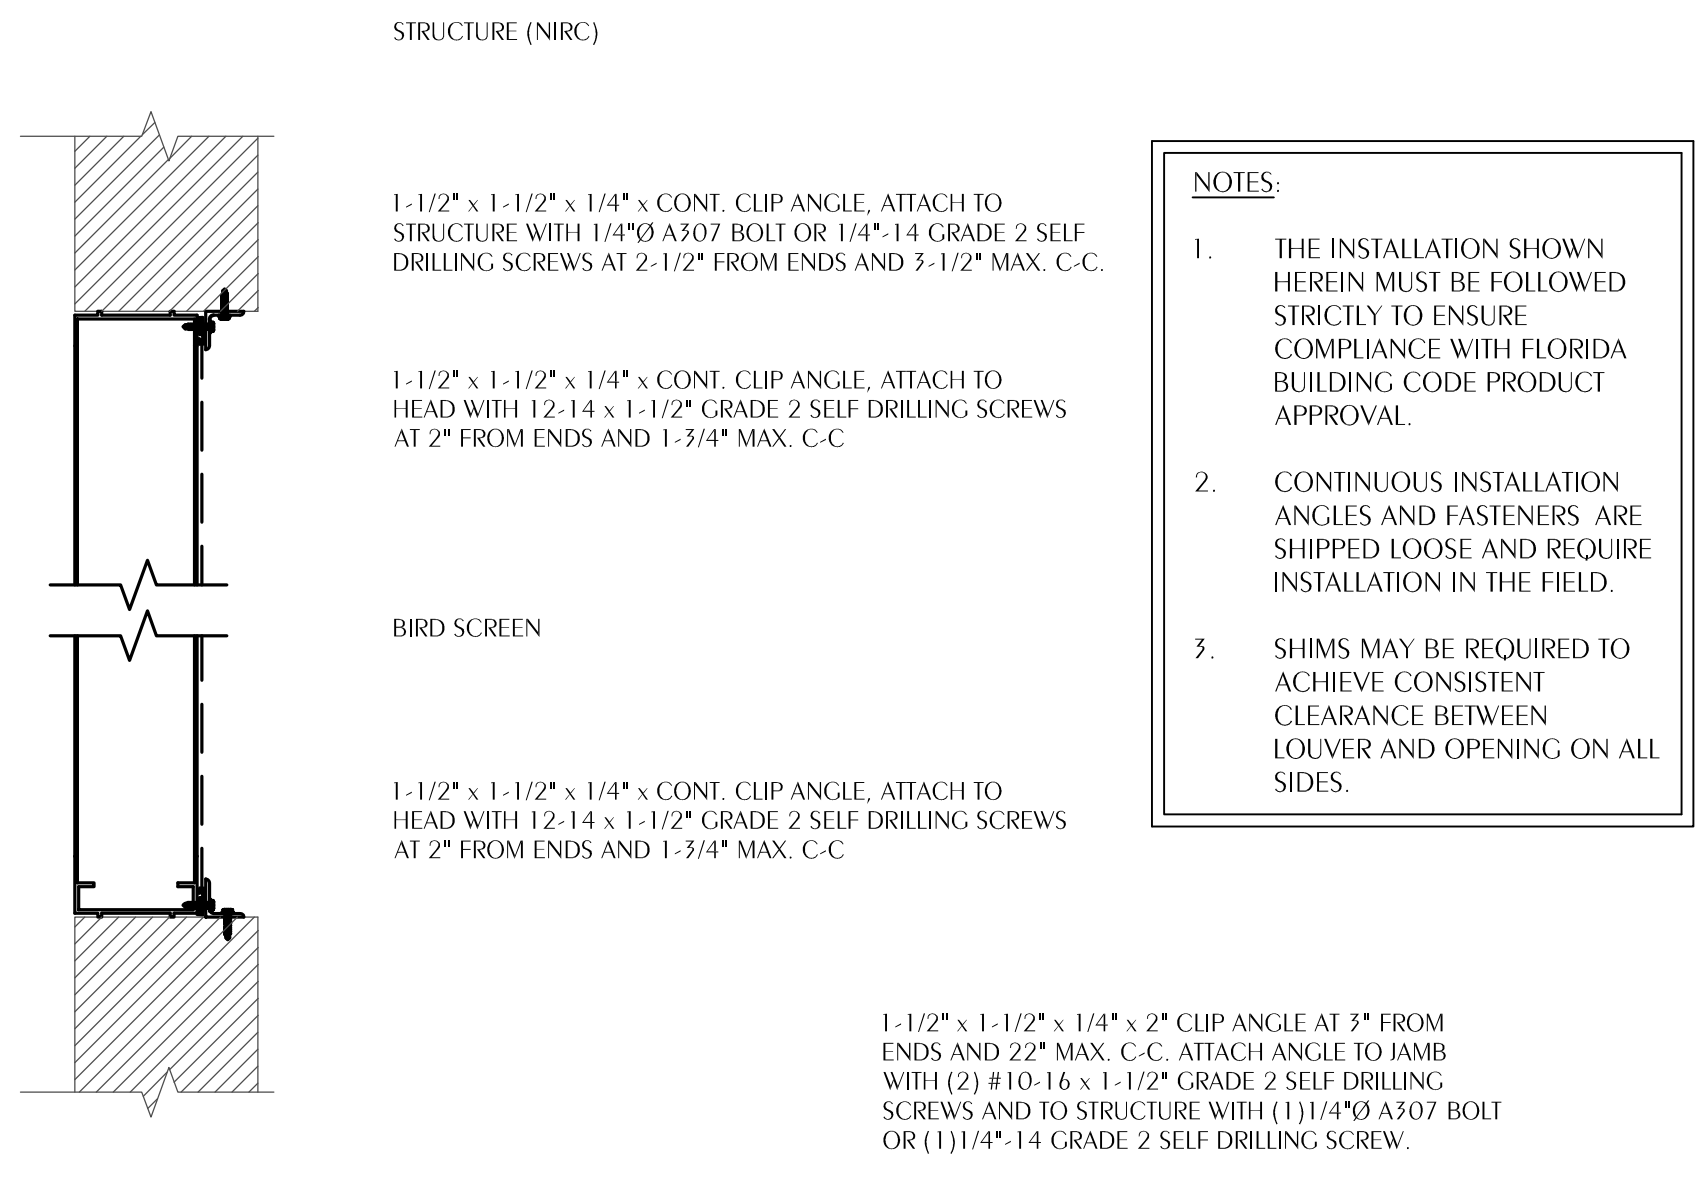 STRUCTURE (NIRC)
1-1/2" x 1-1/2" x 1/4" x CONT. CLIP ANGLE, ATTACH TO
STRUCTURE WITH 1/4"Ø A307 BOLT OR 1/4"-14 GRADE 2 SELF
DRILLING SCREWS AT 2-1/2" FROM ENDS AND 3-1/2" MAX. C-C.
1-1/2" x 1-1/2" x 1/4" x CONT. CLIP ANGLE, ATTACH TO
HEAD WITH 12-14 x 1-1/2" GRADE 2 SELF DRILLING SCREWS
AT 2" FROM ENDS AND 1-3/4" MAX. C-C
BIRD SCREEN
1-1/2" x 1-1/2" x 1/4" x CONT. CLIP ANGLE, ATTACH TO
HEAD WITH 12-14 x 1-1/2" GRADE 2 SELF DRILLING SCREWS
AT 2" FROM ENDS AND 1-3/4" MAX. C-C
NOTES:
1. THE INSTALLATION SHOWN
HEREIN MUST BE FOLLOWED
STRICTLY TO ENSURE
COMPLIANCE WITH FLORIDA
BUILDING CODE PRODUCT
APPROVAL.
2. CONTINUOUS INSTALLATION
ANGLES AND FASTENERS ARE
SHIPPED LOOSE AND REQUIRE
INSTALLATION IN THE FIELD.
3. SHIMS MAY BE REQUIRED TO
ACHIEVE CONSISTENT
CLEARANCE BETWEEN
LOUVER AND OPENING ON ALL
SIDES.
1-1/2" x 1-1/2" x 1/4" x 2" CLIP ANGLE AT 3" FROM
ENDS AND 22" MAX. C-C. ATTACH ANGLE TO JAMB
WITH (2) #10-16 x 1-1/2" GRADE 2 SELF DRILLING
SCREWS AND TO STRUCTURE WITH (1)1/4"Ø A307 BOLT
OR (1)1/4"-14 GRADE 2 SELF DRILLING SCREW.